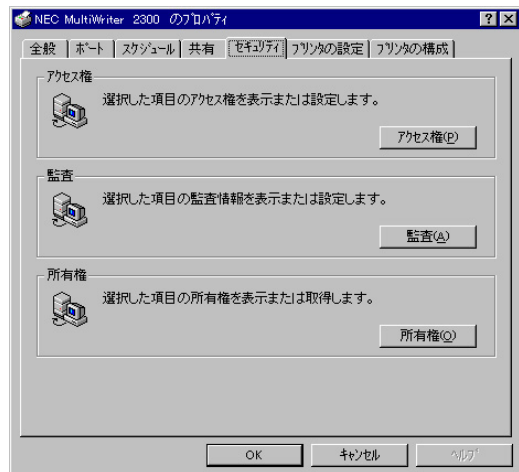 NEC MultiWriter 2300 のﾌﾟﾛﾊﾟﾃｨ
全般 ﾎﾟｰﾄ ｽｹｼﾞｭｰﾙ 共有 ｾｷｭﾘﾃｨ ﾌﾟﾘﾝﾀの設定 ﾌﾟﾘﾝﾀの構成
ｱｸｾｽ権
選択した項目のｱｸｾｽ権を表示または設定します。
ｱｸｾｽ権(P)
監査
選択した項目の監査情報を表示または設定します。
監査(A)
所有権
選択した項目の所有権を表示または取得します。
所有権(O)
OK ｷｬﾝｾﾙ ﾍﾙﾌﾟ